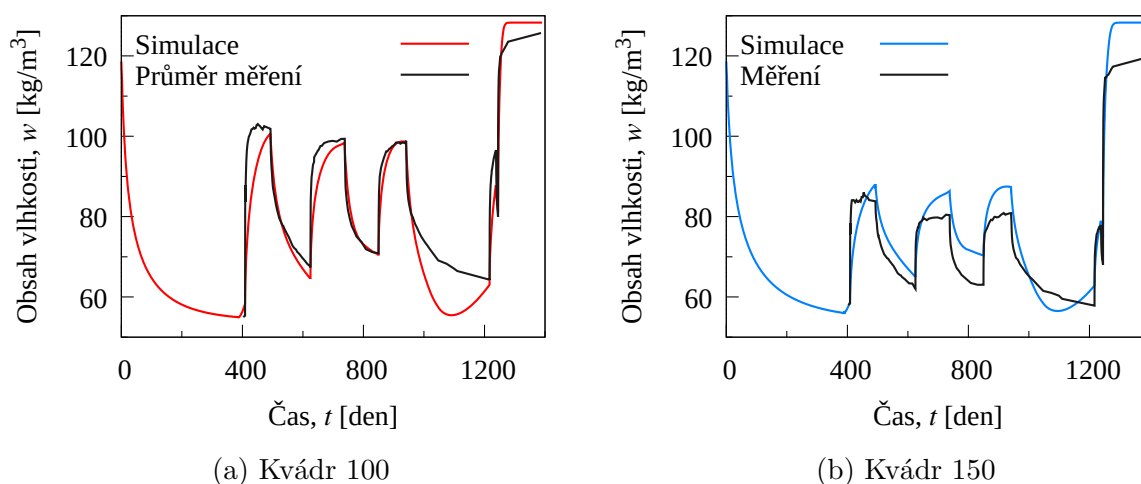 Obsah vlhkosti, w [kg/m³]
120
100
80
60
Simulace
Průměr měření
0 400 800 1200
Čas, t [den]
(a) Kvádr 100
Obsah vlhkosti, w [kg/m³]
120
100
80
60
Simulace
Měření
0 400 800 1200
Čas, t [den]
(b) Kvádr 150